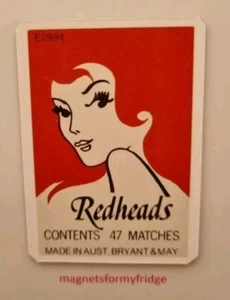 E2994
Redheads
CONTENTS 47 MATCHES
MADE IN AUST. BRYANT & MAY.
magnetsformyfridge